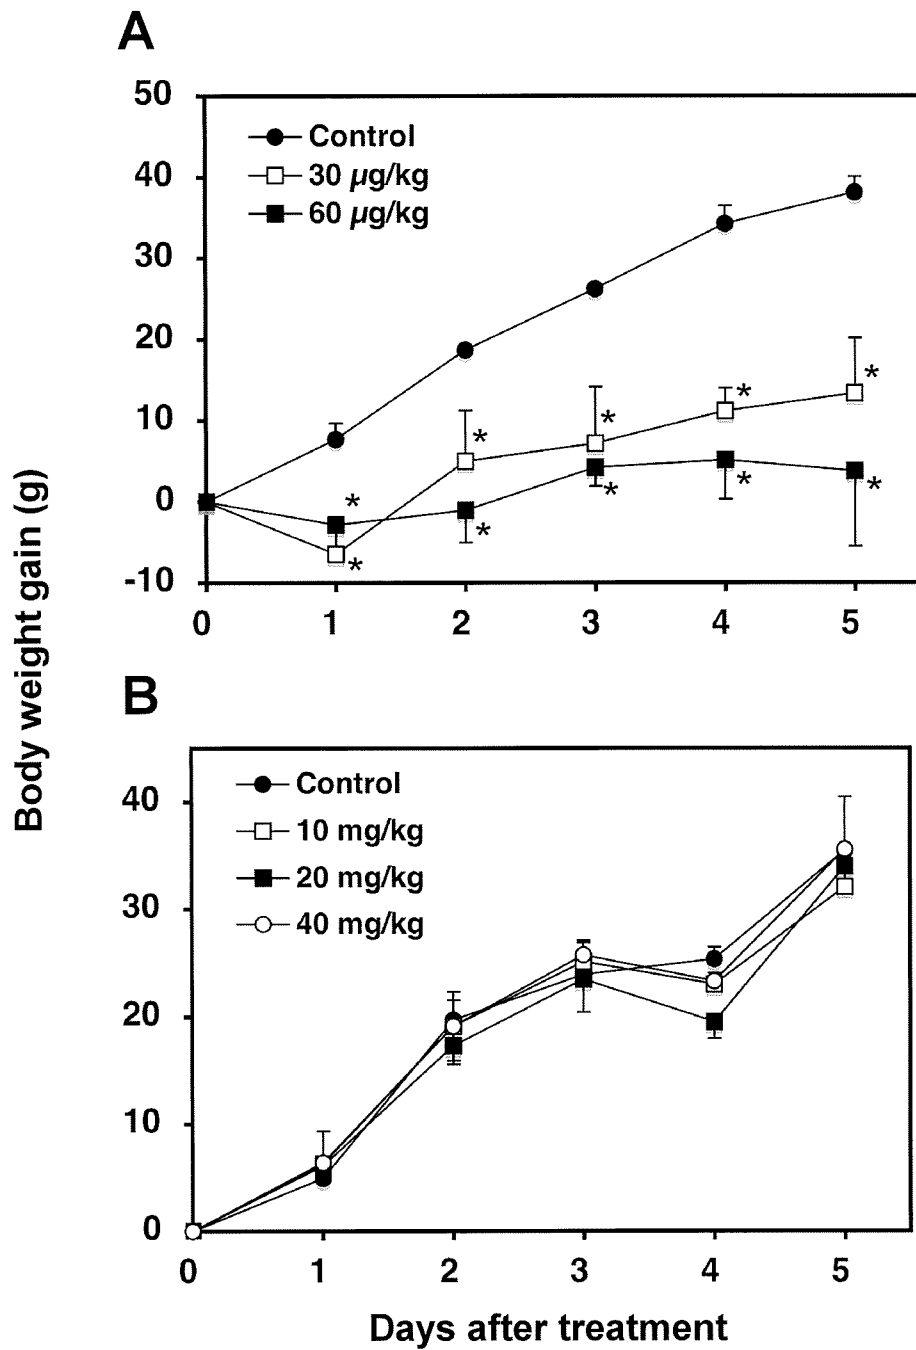 A
50
40
30
20
10
0
-10
Control
30 µg/kg
60 µg/kg
*
*
*
*
*
*
*
*
*
*
0 1 2 3 4 5
Body weight gain (g)
B
40
30
20
10
0
Control
10 mg/kg
20 mg/kg
40 mg/kg
0 1 2 3 4 5
Days after treatment